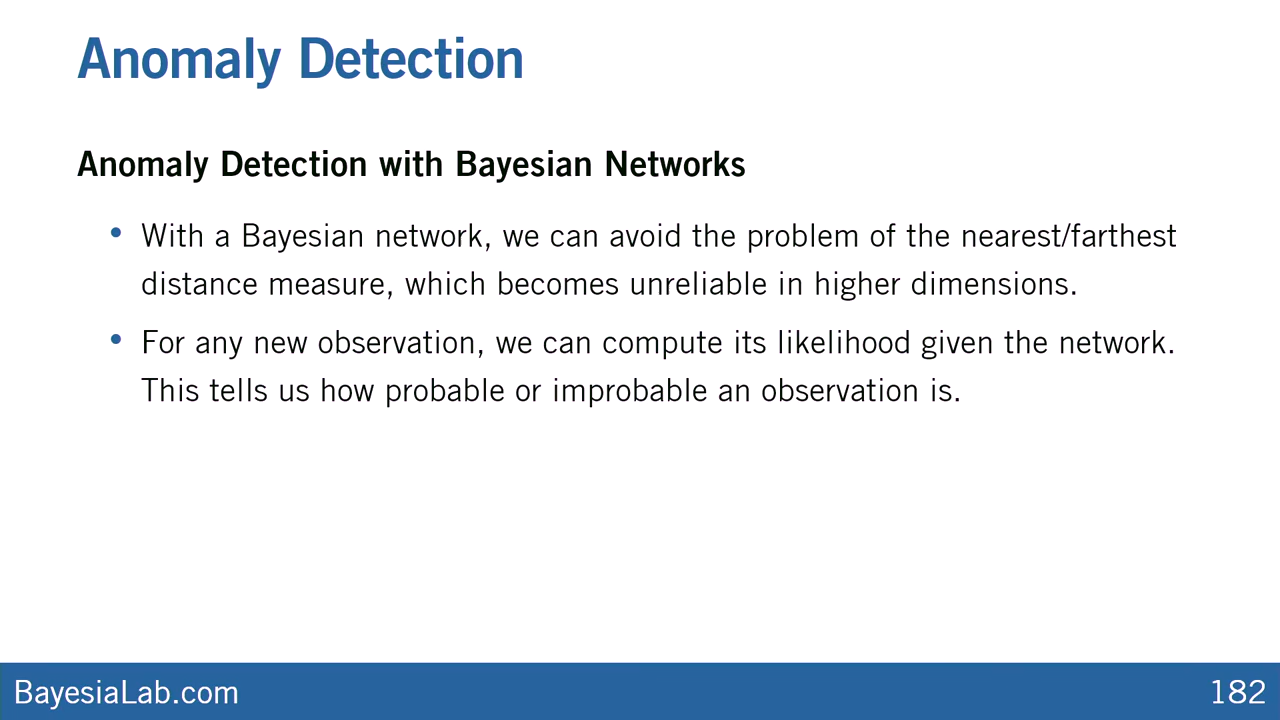 Anomaly Detection
Anomaly Detection with Bayesian Networks
• With a Bayesian network, we can avoid the problem of the nearest/farthest
distance measure, which becomes unreliable in higher dimensions.
• For any new observation, we can compute its likelihood given the network.
This tells us how probable or improbable an observation is.
BayesiaLab.com
182